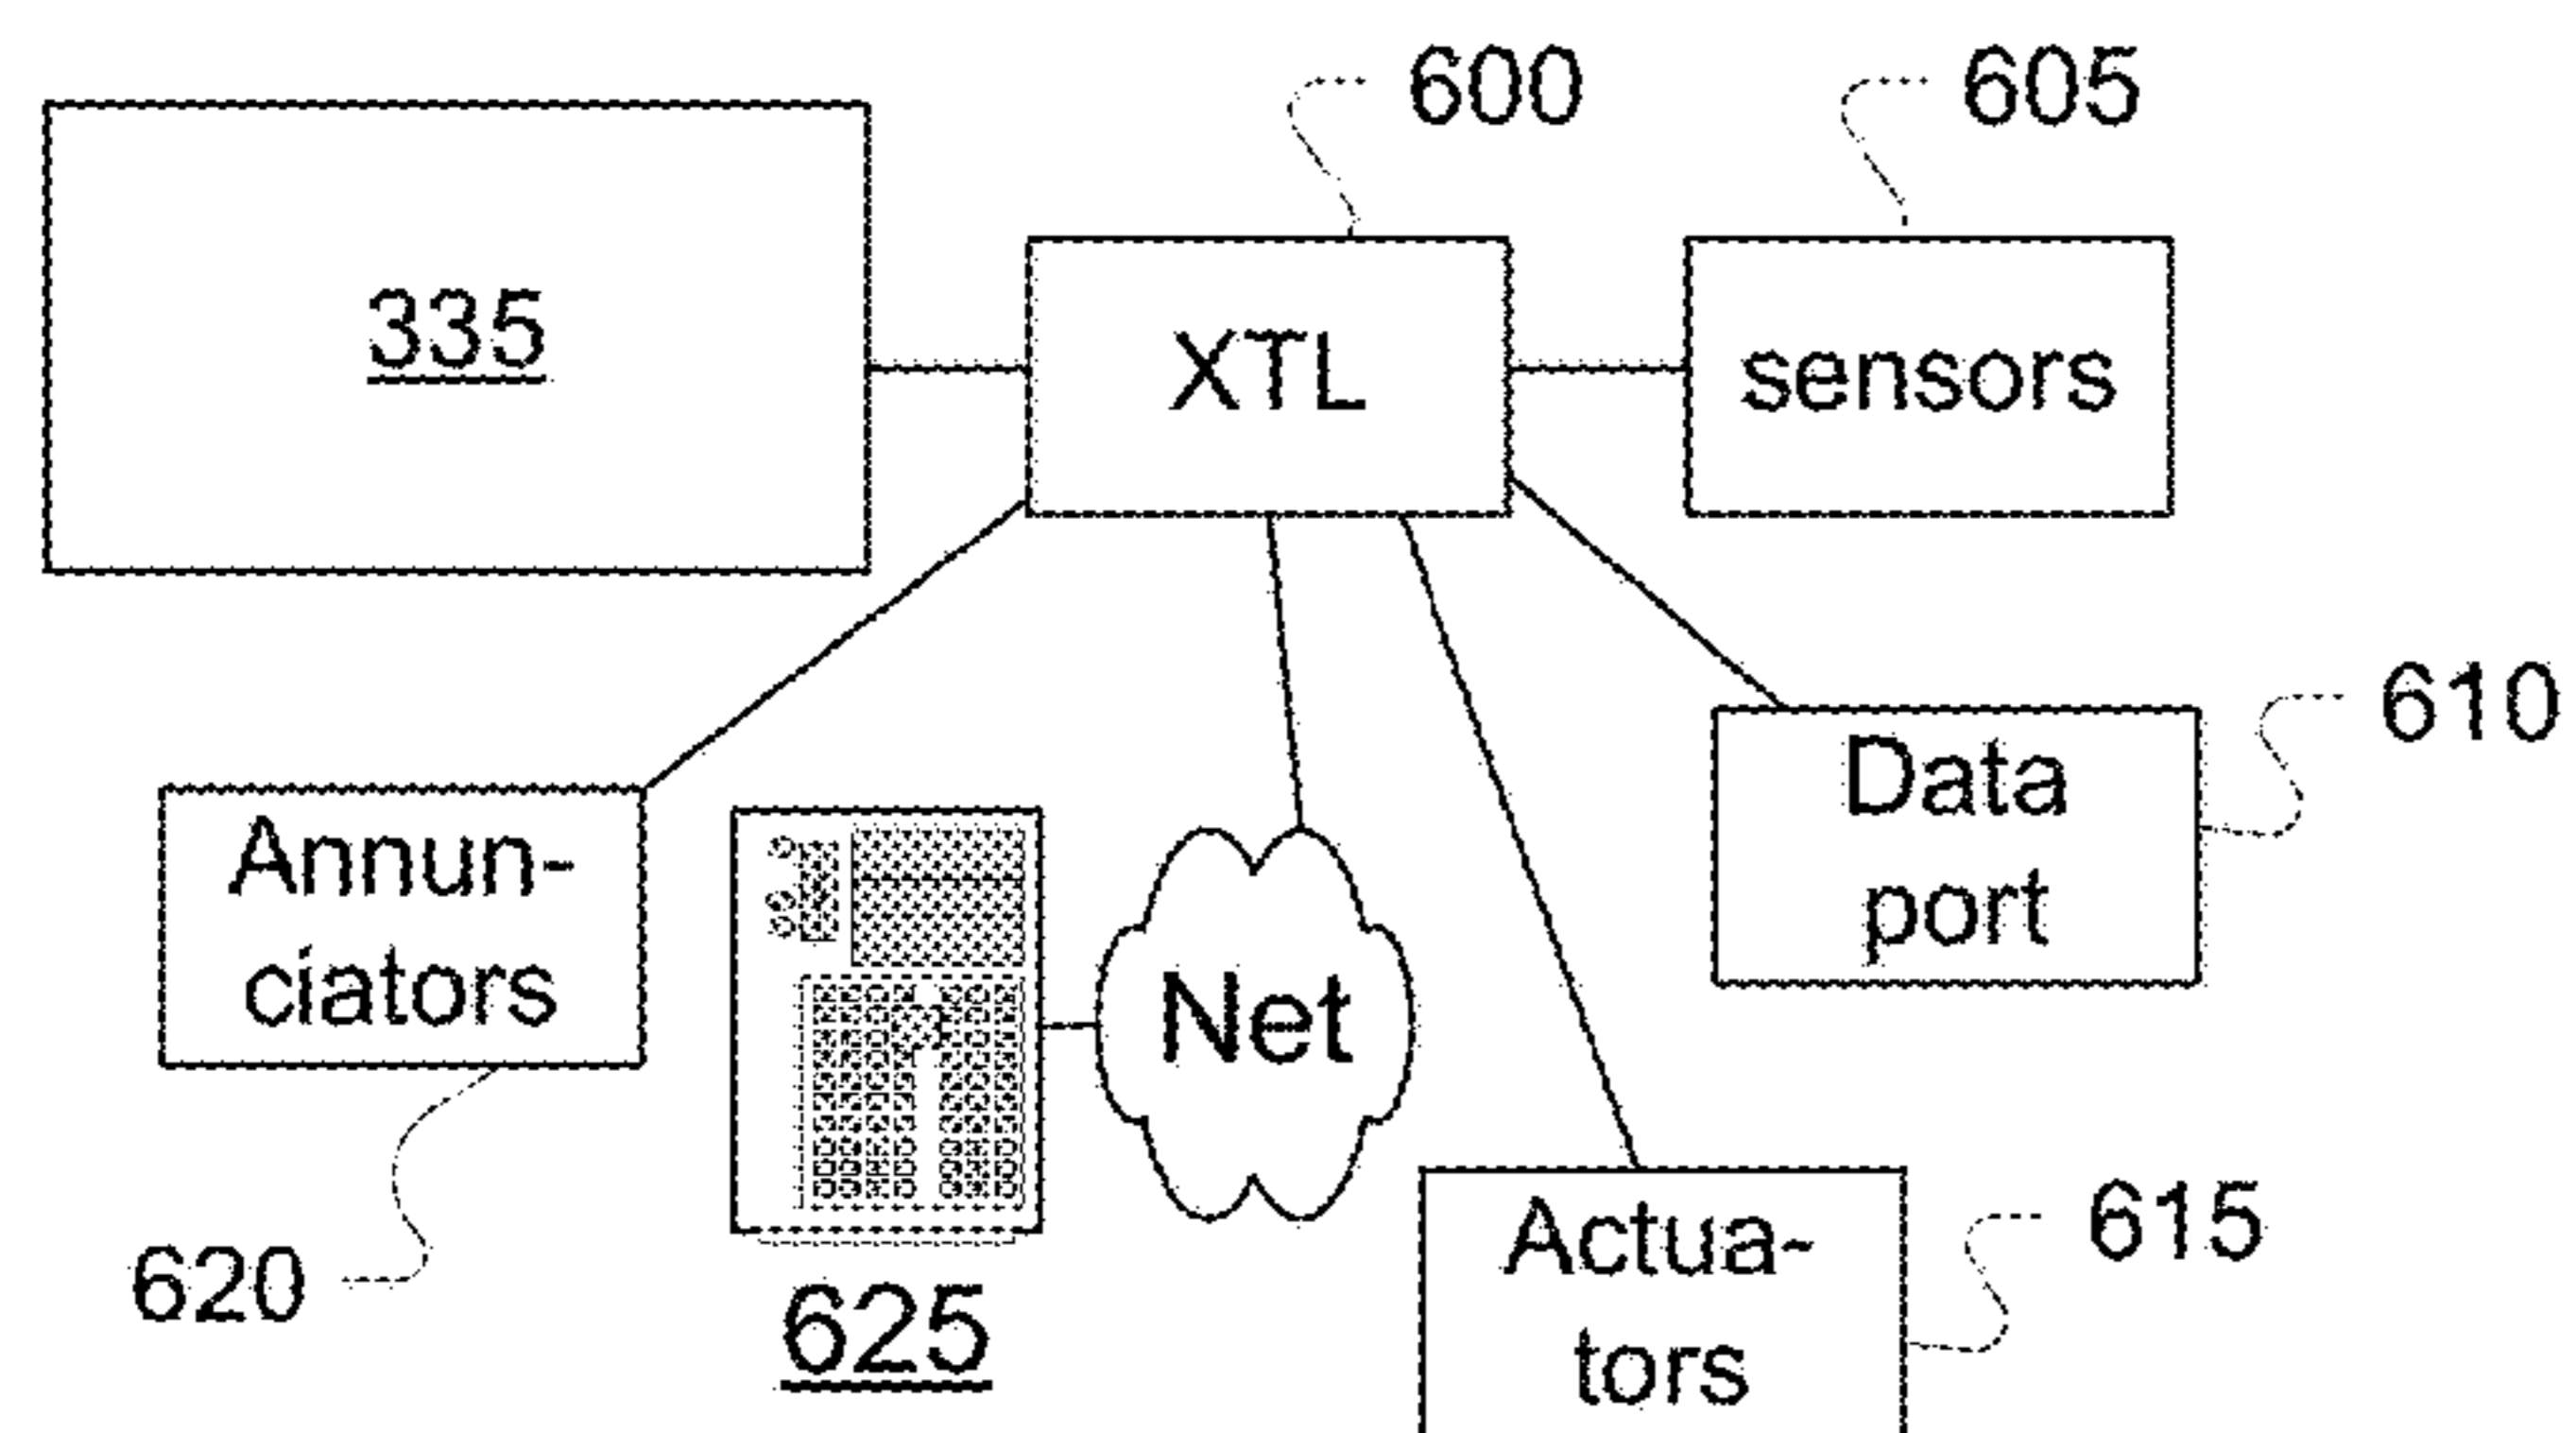 600
605
335
XTL
sensors
610
Data
port
Annun-
ciators
Net
620
625
615
Actua-
tors